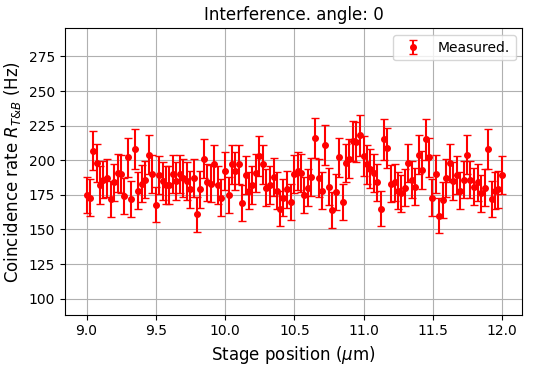 Interference. angle: 0
Measured.
Coincidence rate R_{T&B} (Hz)
275
250
225
200
175
150
125
100
9.0 9.5 10.0 10.5 11.0 11.5 12.0
Stage position (μm)